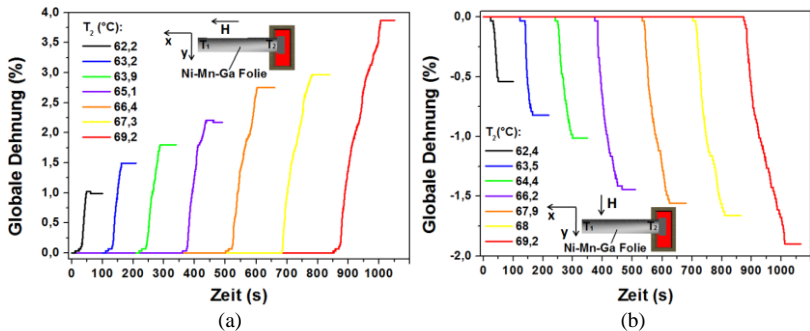 (a)
Globale Dehnung (%)
4,0
3,5
3,0
2,5
2,0
1,5
1,0
0,5
0,0
T₂ (°C):
62,2
63,2
63,9
65,1
66,4
67,3
69,2
x
y
H
T₁
T₂
Ni-Mn-Ga Folie
0 100 200 300 400 500 600 700 800 900 1000
Zeit (s)
(a)
(b)
Globale Dehnung (%)
0,0
-0,5
-1,0
-1,5
-2,0
T₂(°C):
62,4
63,5
64,4
66,2
67,9
68
69,2
x
y
H
T₁
T₂
Ni-Mn-Ga Folie
0 100 200 300 400 500 600 700 800 900 1000
Zeit (s)
(b)